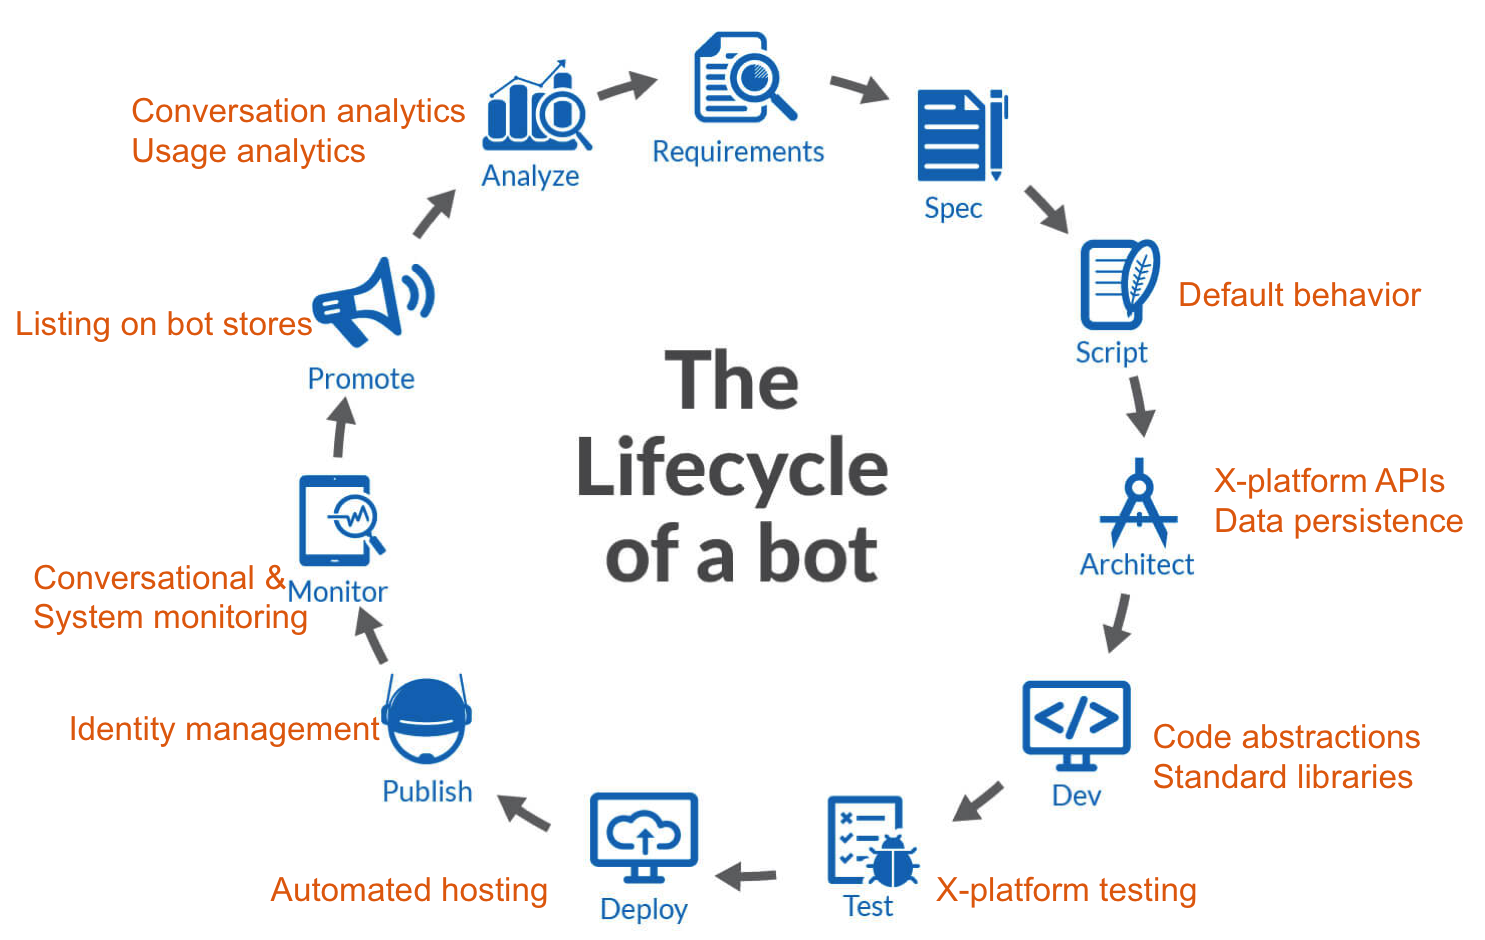 Requirements
Spec
Script
Default behavior
Architect
X-platform APIs
Data persistence
Dev
Code abstractions
Standard libraries
Test
X-platform testing
Deploy
Automated hosting
Publish
Identity management
Monitor
Conversational &
System monitoring
Promote
Listing on bot stores
Analyze
Conversation analytics
Usage analytics
The
Lifecycle
of a bot